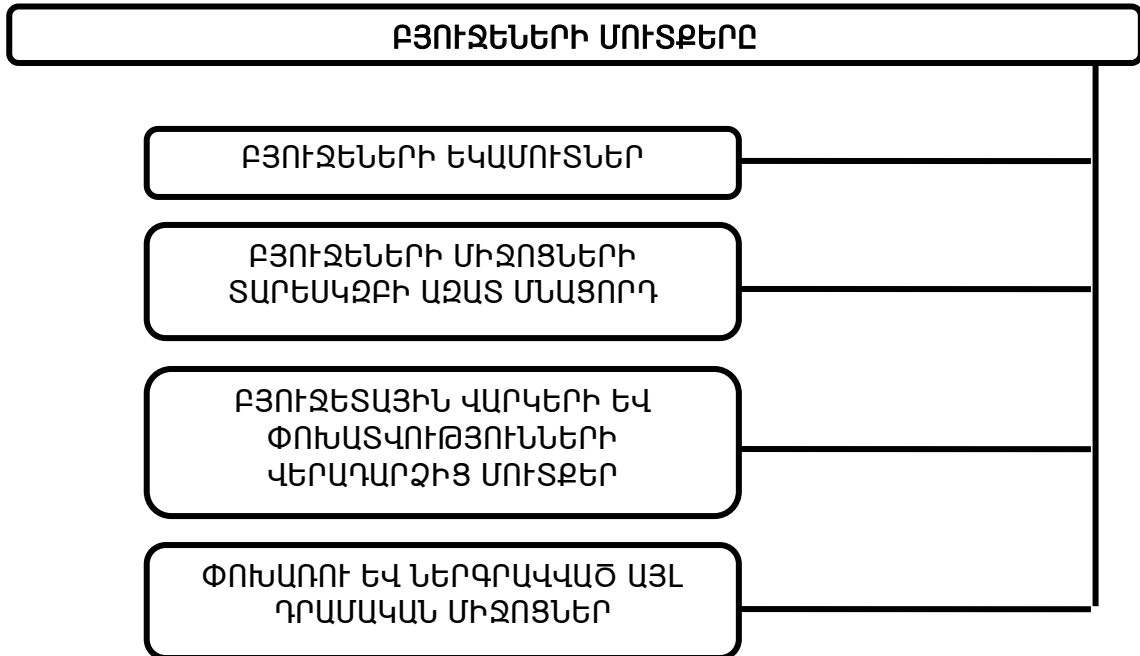 ԲՅՈՒՋԵՆԵՐԻ ՄՈՒՏՔԵՐԸ
ԲՅՈՒՋԵՆԵՐԻ ԵԿԱՄՈՒՏՆԵՐ
ԲՅՈՒՋԵՆԵՐԻ ՄԻՋՈՑՆԵՐԻ
ՏԱՐԵՍԿԶԲԻ ԱԶԱՏ ՄՆԱՑՈՐԴ
ԲՅՈՒՋԵՏԱՅԻՆ ՎԱՐԿԵՐԻ ԵՎ
ՓՈԽԱՏՎՈՒԹՅՈՒՆՆԵՐԻ
ՎԵՐԱԴԱՐՁԻՑ ՄՈՒՏՔԵՐ
ՓՈԽԱՌՈՒ ԵՎ ՆԵՐԳՐԱՎՎԱԾ ԱՅԼ
ԴՐԱՄԱԿԱՆ ՄԻՋՈՑՆԵՐ